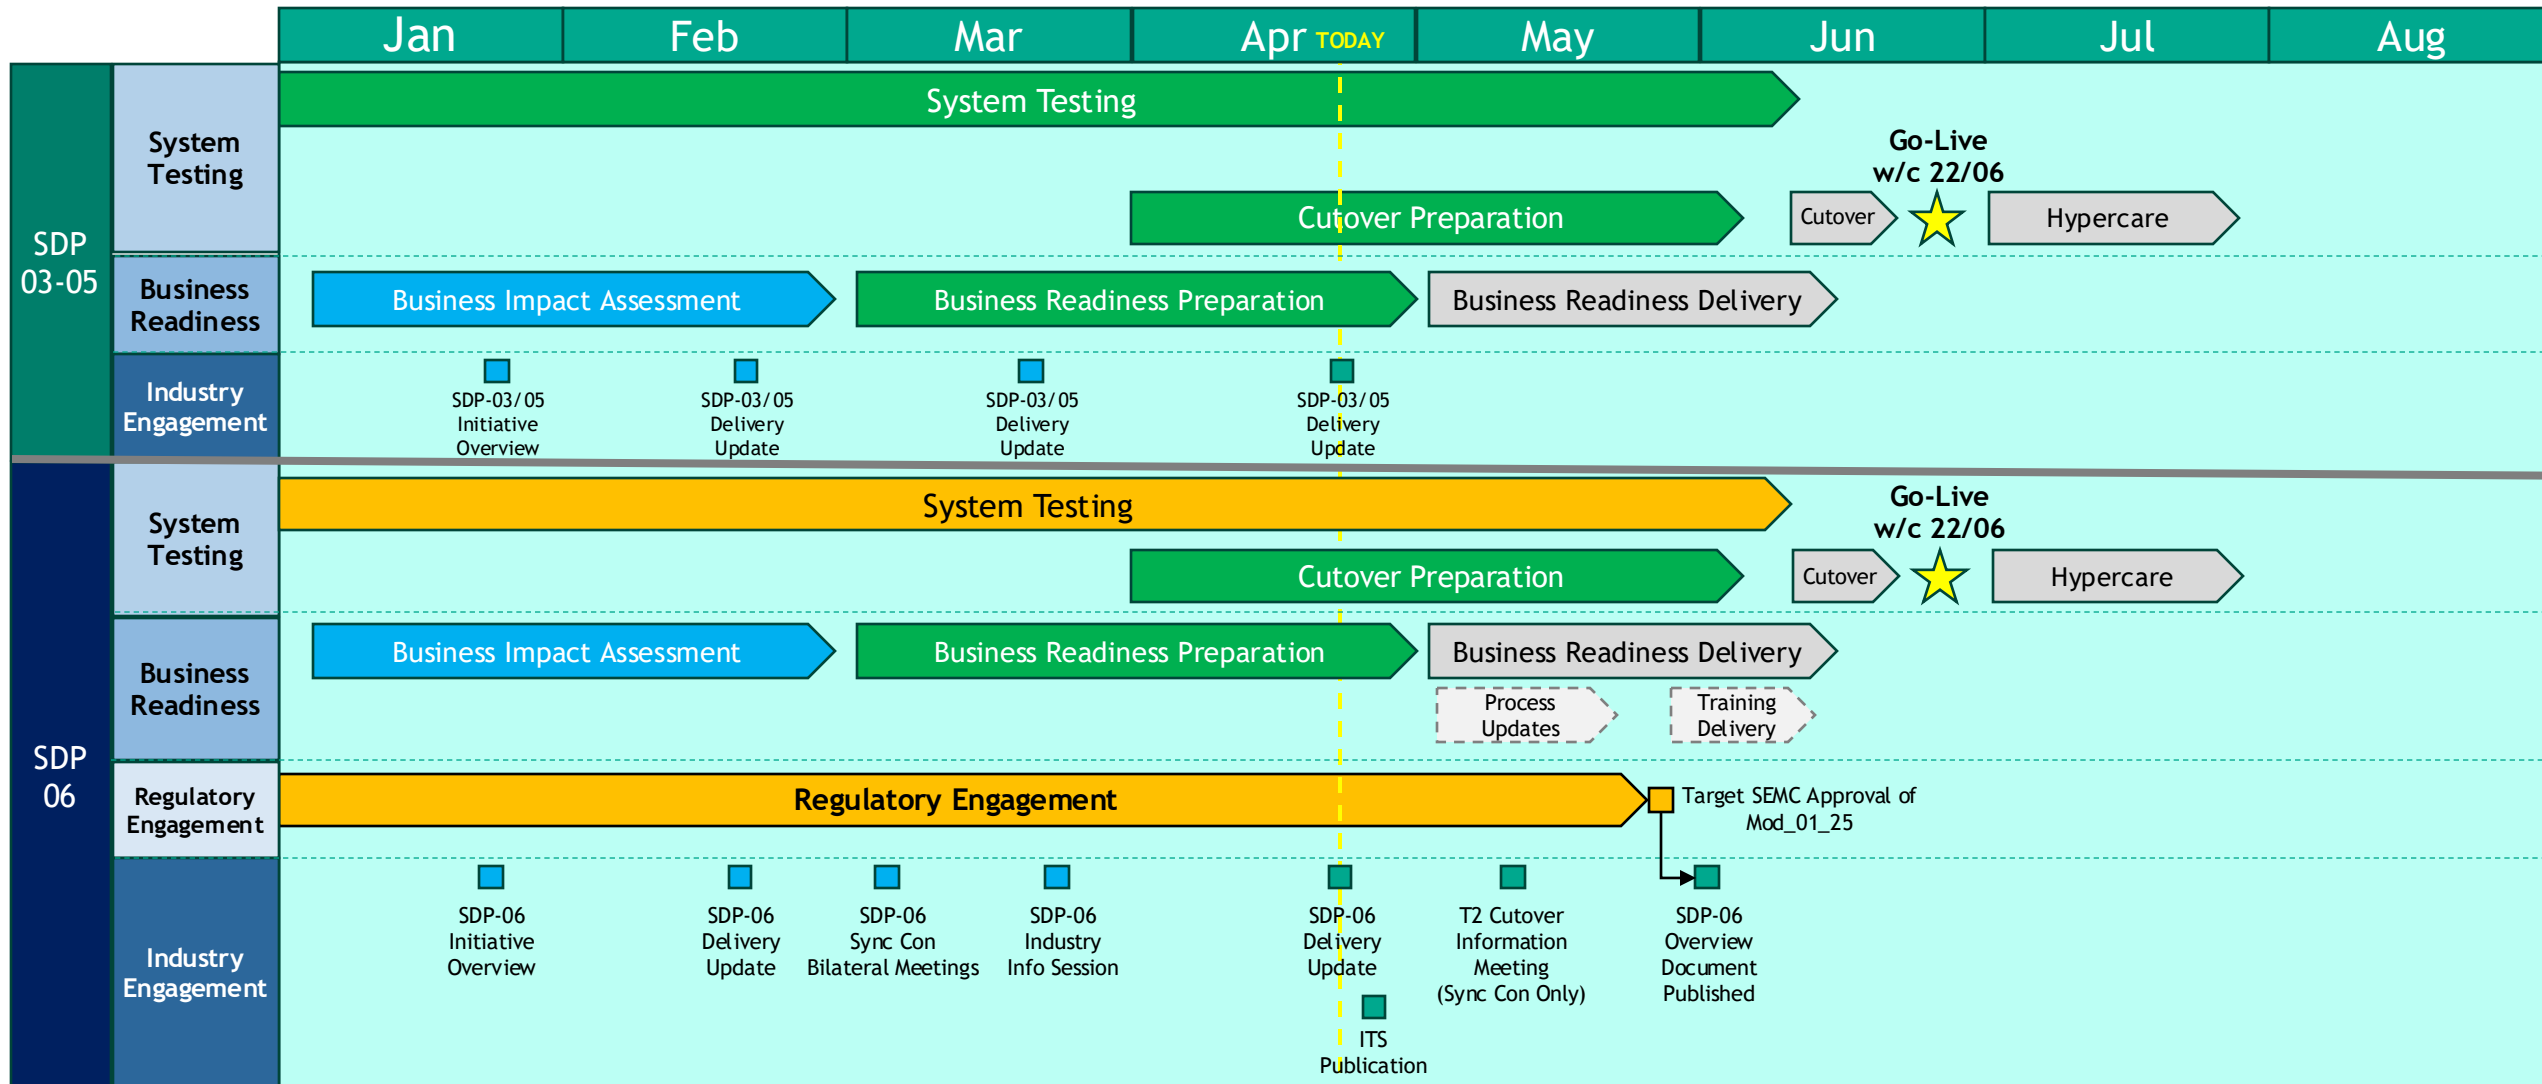 Jan Feb Mar Apr TODAY May Jun Jul Aug
SDP
03-05
System
Testing
System Testing
Go-Live
w/c 22/06
Cutover Preparation
Cutover
Hypercare
Business
Readiness
Business Impact Assessment
Business Readiness Preparation
Business Readiness Delivery
Industry
Engagement
SDP-03/05
Initiative
Overview
SDP-03/05
Delivery
Update
SDP-03/05
Delivery
Update
SDP-03/05
Delivery
Update
SDP
06
System
Testing
System Testing
Go-Live
w/c 22/06
Cutover Preparation
Cutover
Hypercare
Business
Readiness
Business Impact Assessment
Business Readiness Preparation
Business Readiness Delivery
Process
Updates
Training
Delivery
Regulatory
Engagement
Regulatory Engagement
Target SEMC Approval of
Mod_01_25
Industry
Engagement
SDP-06
Initiative
Overview
SDP-06
Delivery
Update
SDP-06
Sync Con
Bilateral Meetings
SDP-06
Industry
Info Session
SDP-06
Delivery
Update
ITS
Publication
T2 Cutover
Information
Meeting
(Sync Con Only)
SDP-06
Overview
Document
Published